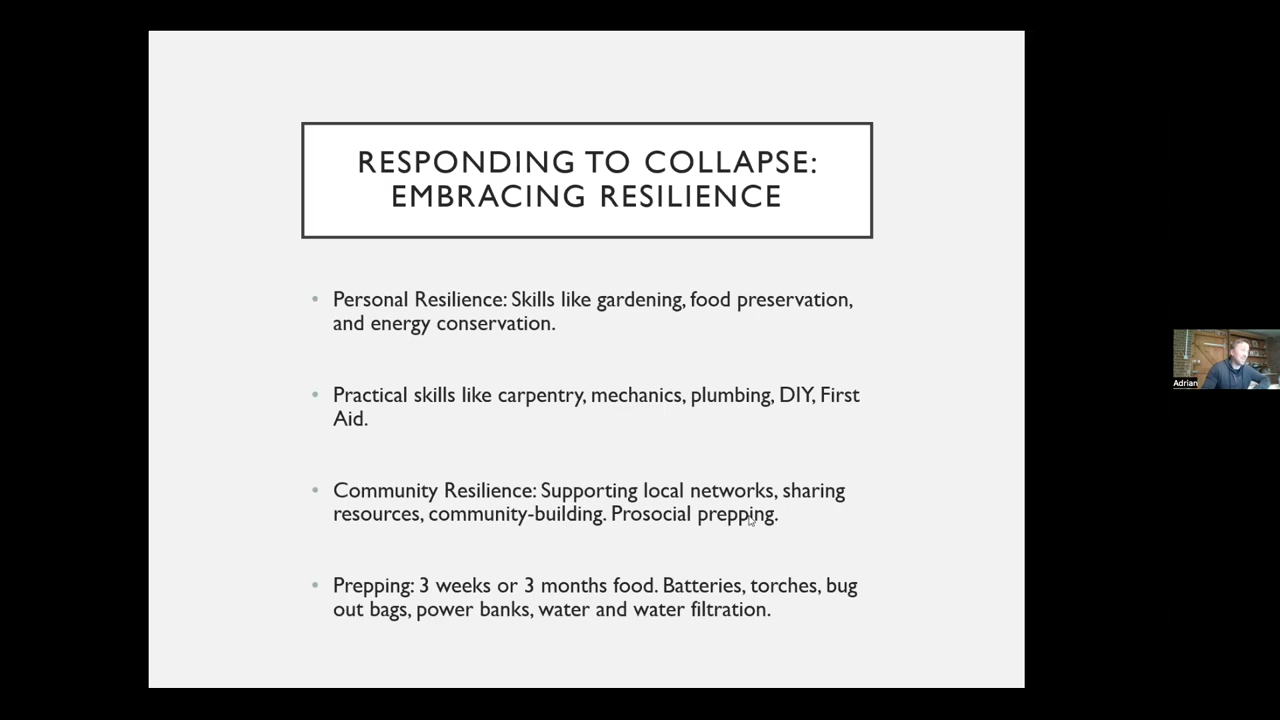 RESPONDING TO COLLAPSE:
EMBRACING RESILIENCE
• Personal Resilience: Skills like gardening, food preservation,
and energy conservation.
• Practical skills like carpentry, mechanics, plumbing, DIY, First
Aid.
• Community Resilience: Supporting local networks, sharing
resources, community-building. Prosocial prepping.
• Prepping: 3 weeks or 3 months food. Batteries, torches, bug
out bags, power banks, water and water filtration.
Adrian